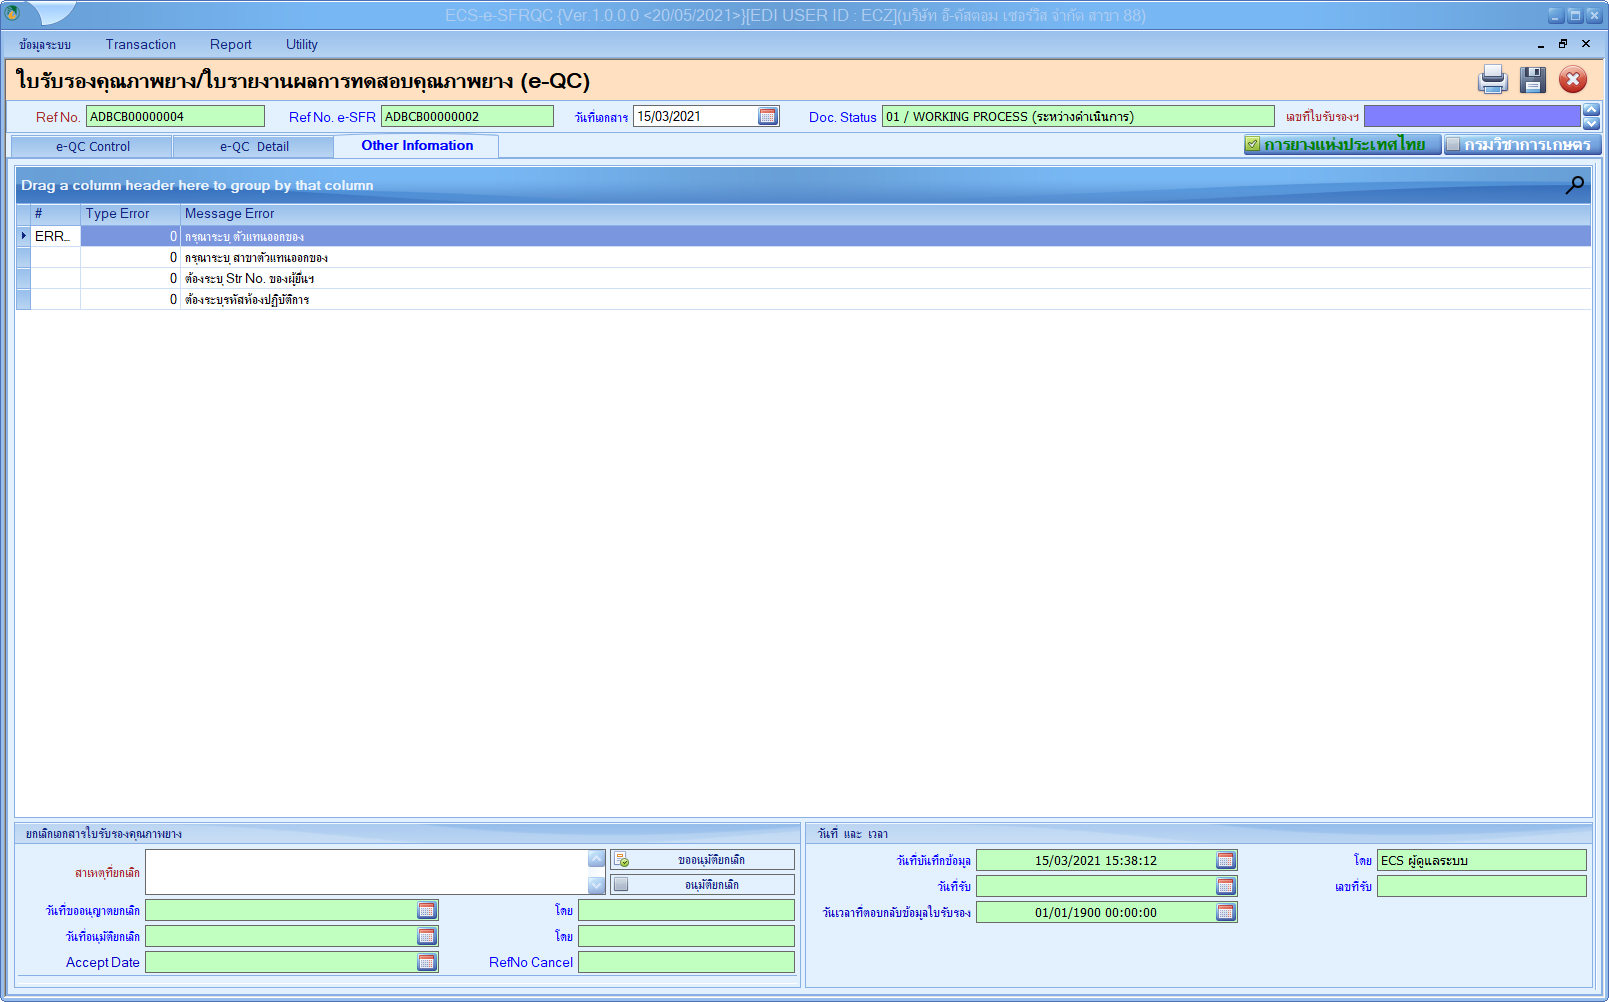 ECS-e-SFRQC {Ver.1.0.0.0 <20/05/2021>}[EDI USER ID : ECZ](บริษัท อี-คัสตอม เซอร์วิส จำกัด สาขา 88)
ข้อมูลระบบ Transaction Report Utility
ใบรับรองคุณภาพยาง/ใบรายงานผลการทดสอบคุณภาพยาง (e-QC)
Ref No. ADBCB00000004 Ref No. e-SFR ADBCB00000002 วันที่เอกสาร 15/03/2021 Doc. Status 01 / WORKING PROCESS (ระหว่างดำเนินการ) เลขที่ใบรับรองฯ
e-QC Control e-QC Detail Other Infomation การยางแห่งประเทศไทย กรมวิชาการเกษตร
Drag a column header here to group by that column
# Type Error Message Error
ERR_ 0 กรุณาระบุ ตัวแทนออกของ
0 กรุณาระบุ สาขาตัวแทนออกของ
0 ต้องระบุ Str No. ของผู้ยื่นฯ
0 ต้องระบุรหัสห้องปฏิบัติการ
ยกเลิกเอกสารใบรับรองคุณภาพยาง
สาเหตุที่ยกเลิก ขออนุมัติยกเลิก
อนุมัติยกเลิก
วันที่ขออนุญาตยกเลิก โดย
วันที่อนุมัติยกเลิก โดย
Accept Date RefNo Cancel
วันที่ และ เวลา
วันที่บันทึกข้อมูล 15/03/2021 15:38:12 โดย ECS ผู้ดูแลระบบ
วันที่รับ เลขที่รับ
วันเวลาที่ตอบกลับข้อมูลใบรับรอง 01/01/1900 00:00:00